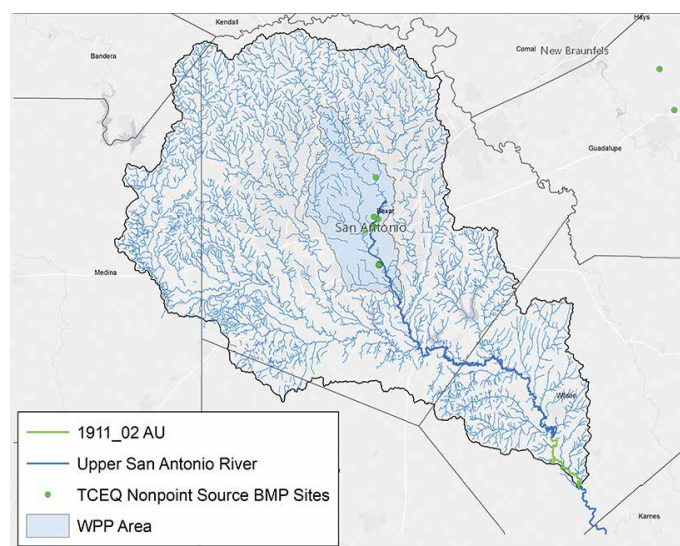 Kendall
Hays
Comal
New Braunfels
Bandera
Guadalupe
Bexar
San Antonio
Medina
Wilson
Karnes
1911_02 AU
Upper San Antonio River
TCEQ Nonpoint Source BMP Sites
WPP Area